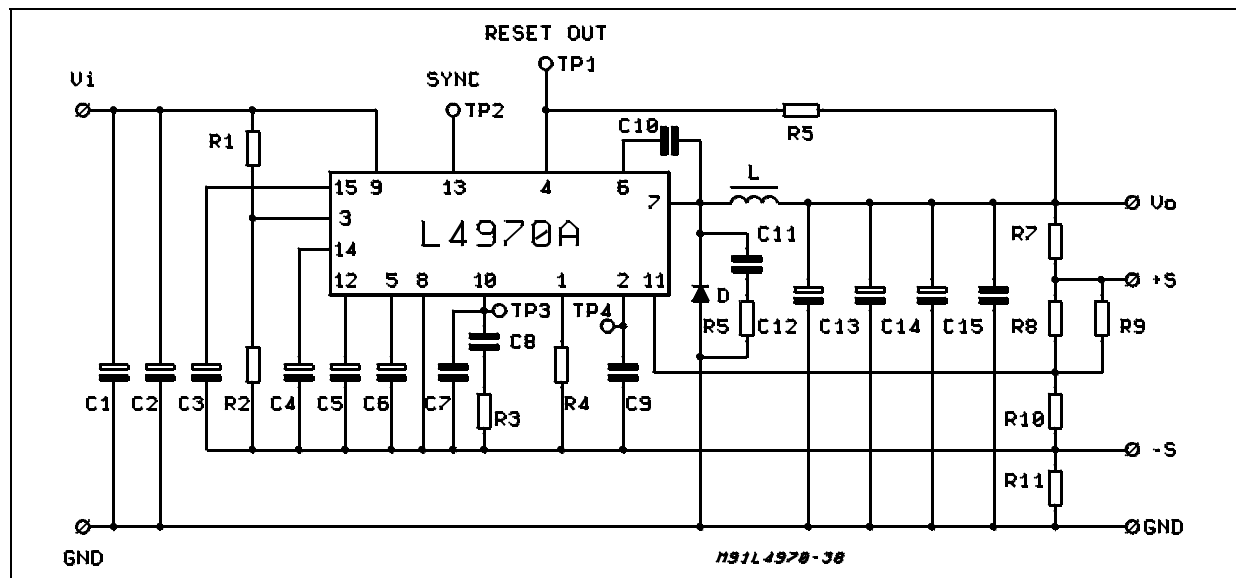 RESET OUT
TP1
Vi
SYNC
TP2
R1
C10
R5
L
15 9 13 4 6 7
3
14
L4970A
12 5 8 10 1 2 11
C11
R7
Vo
+S
TP3
TP4
D
R5
C12 C13 C14 C15
R8
R9
C8
C1 C2 C3 R2 C4 C5 C6 C7
R3
R4
C9
R10
-S
R11
GND
GND
M91L4970-38